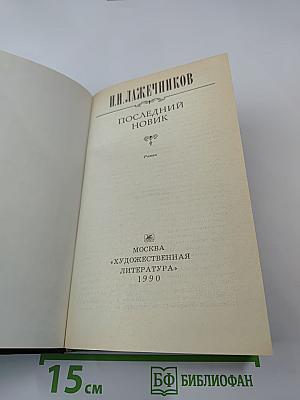 И.И.ЛАЖЕЧНИКОВ
ПОСЛЕДНИЙ
НОВИК
Роман
МОСКВА
«ХУДОЖЕСТВЕННАЯ
ЛИТЕРАТУРА»
1990
15 см
БФ БИБЛИОФАН